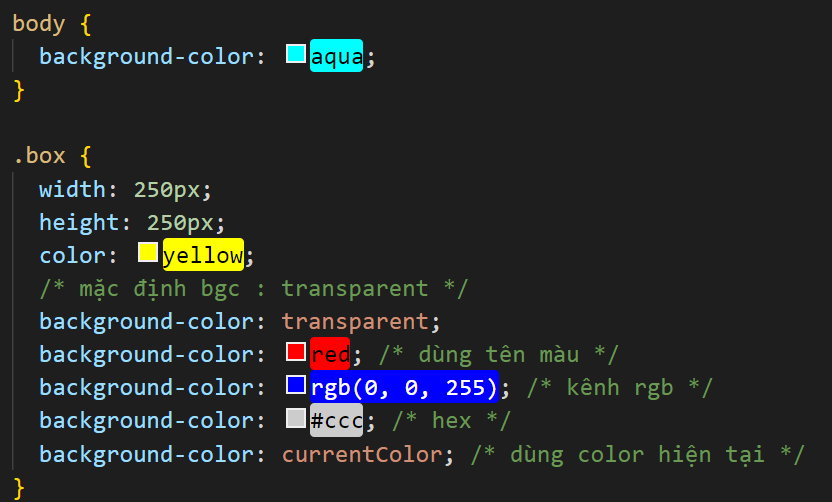 body {
  background-color: aqua;
}

.box {
  width: 250px;
  height: 250px;
  color: yellow;
  /* mặc định bgc : transparent */
  background-color: transparent;
  background-color: red; /* dùng tên màu */
  background-color: rgb(0, 0, 255); /* kênh rgb */
  background-color: #ccc; /* hex */
  background-color: currentColor; /* dùng color hiện tại */
}